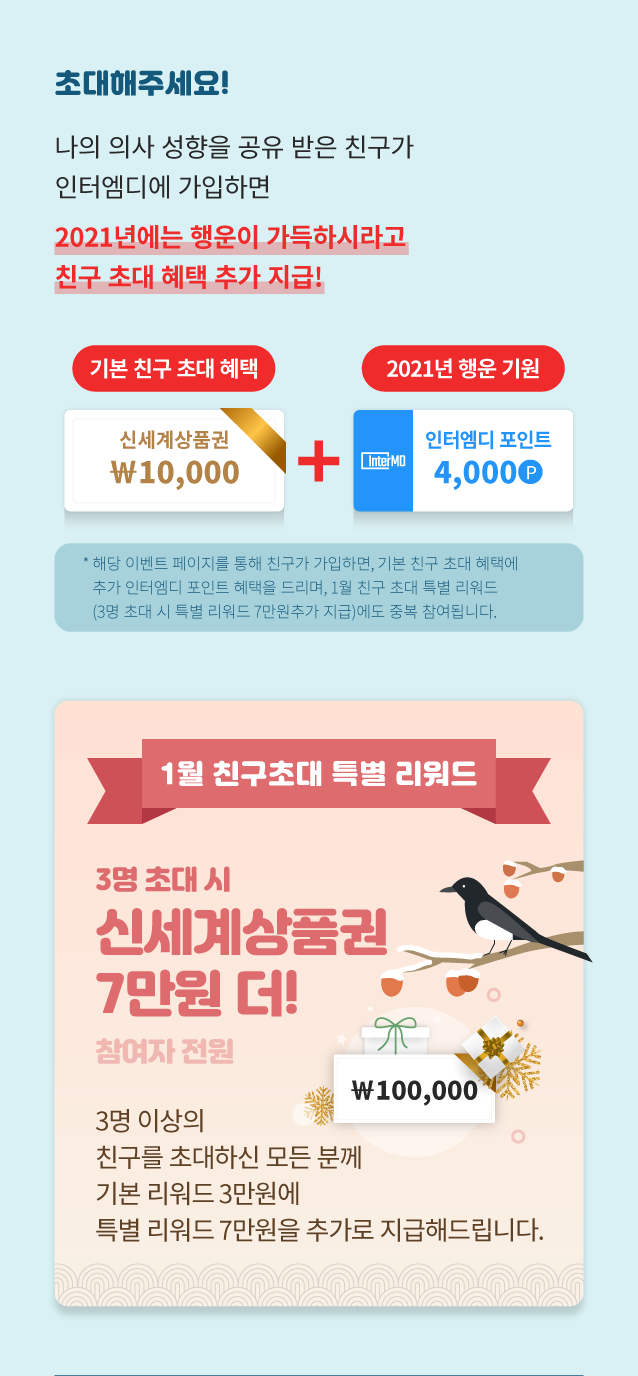 초대해주세요!
나의 의사 성향을 공유 받은 친구가
인터엠디에 가입하면
2021년에는 행운이 가득하시라고
친구 초대 혜택 추가 지급!
기본 친구 초대 혜택
신세계상품권
₩10,000
+
2021년 행운 기원
InterMD
인터엠디 포인트
4,000P
* 해당 이벤트 페이지를 통해 친구가 가입하면, 기본 친구 초대 혜택에
추가 인터엠디 포인트 혜택을 드리며, 1월 친구 초대 특별 리워드
(3명 초대 시 특별 리워드 7만원추가 지급)에도 중복 참여됩니다.
1월 친구초대 특별 리워드
3명 초대 시
신세계상품권
7만원 더!
참여자 전원
₩100,000
3명 이상의
친구를 초대하신 모든 분께
기본 리워드 3만원에
특별 리워드 7만원을 추가로 지급해드립니다.